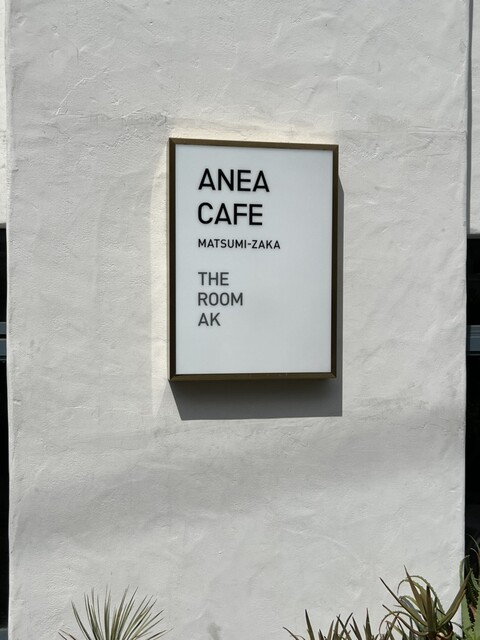 ANEA
CAFE
MATSUMI-ZAKA
THE
ROOM
AK